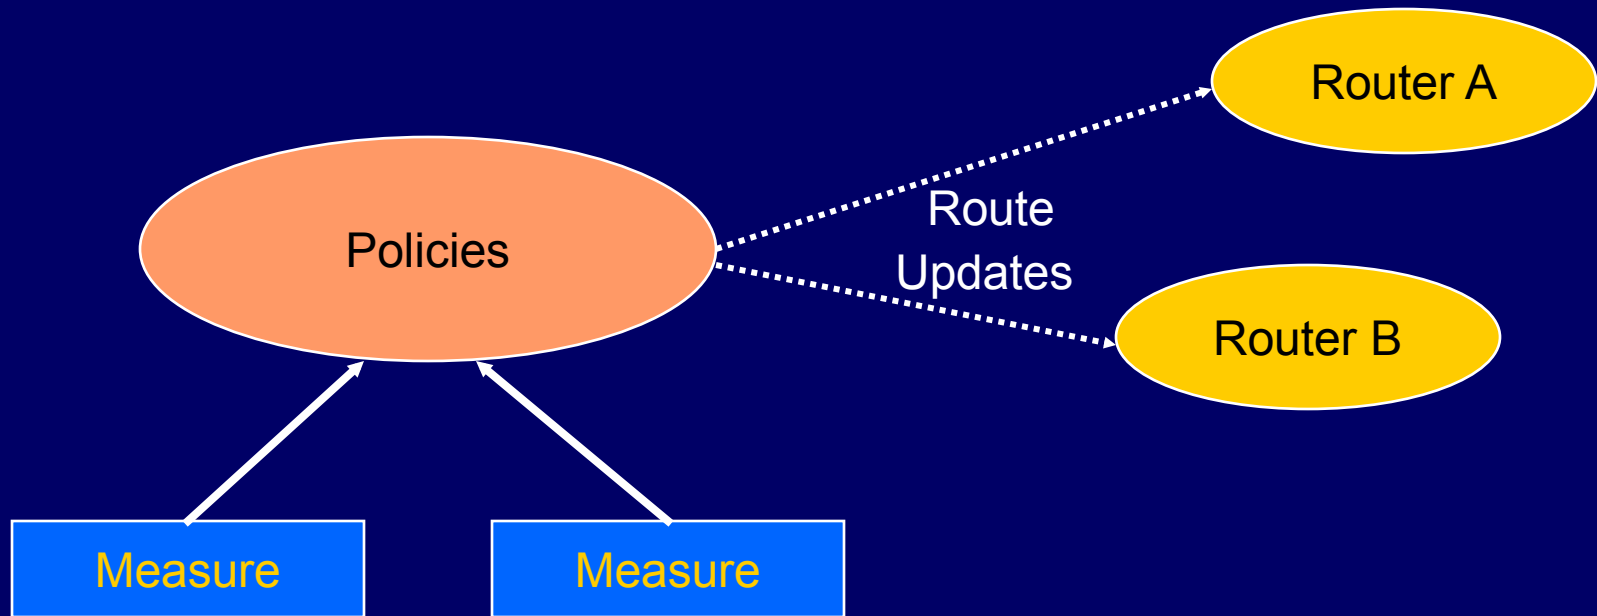 Router A
Policies
Route
Updates
Router B
Measure
Measure